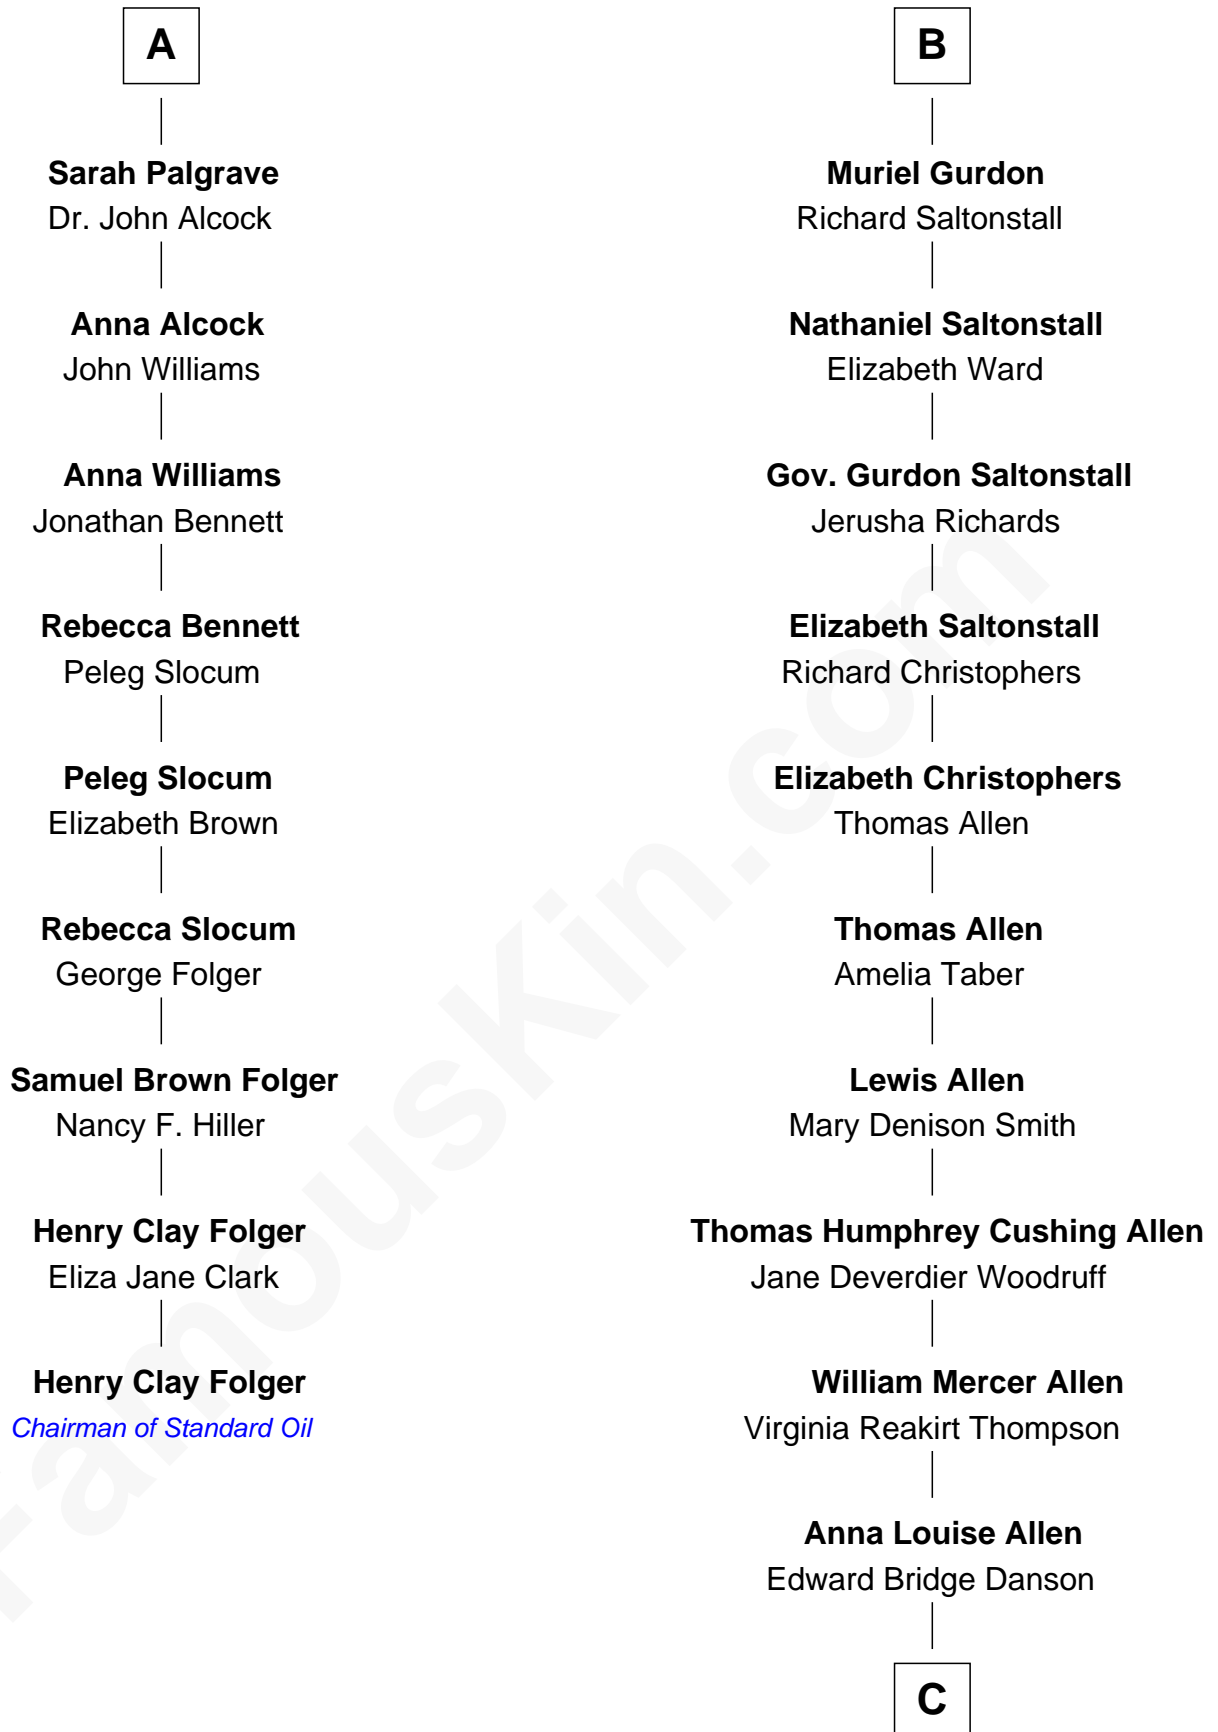 A
Sarah Palgrave
Dr. John Alcock
Anna Alcock
John Williams
Anna Williams
Jonathan Bennett
Rebecca Bennett
Peleg Slocum
Peleg Slocum
Elizabeth Brown
Rebecca Slocum
George Folger
Samuel Brown Folger
Nancy F. Hiller
Henry Clay Folger
Eliza Jane Clark
Henry Clay Folger
Chairman of Standard Oil
B
Muriel Gurdon
Richard Saltonstall
Nathaniel Saltonstall
Elizabeth Ward
Gov. Gurdon Saltonstall
Jerusha Richards
Elizabeth Saltonstall
Richard Christophers
Elizabeth Christophers
Thomas Allen
Thomas Allen
Amelia Taber
Lewis Allen
Mary Denison Smith
Thomas Humphrey Cushing Allen
Jane Deverdier Woodruff
William Mercer Allen
Virginia Reakirt Thompson
Anna Louise Allen
Edward Bridge Danson
C
FamousKin.com